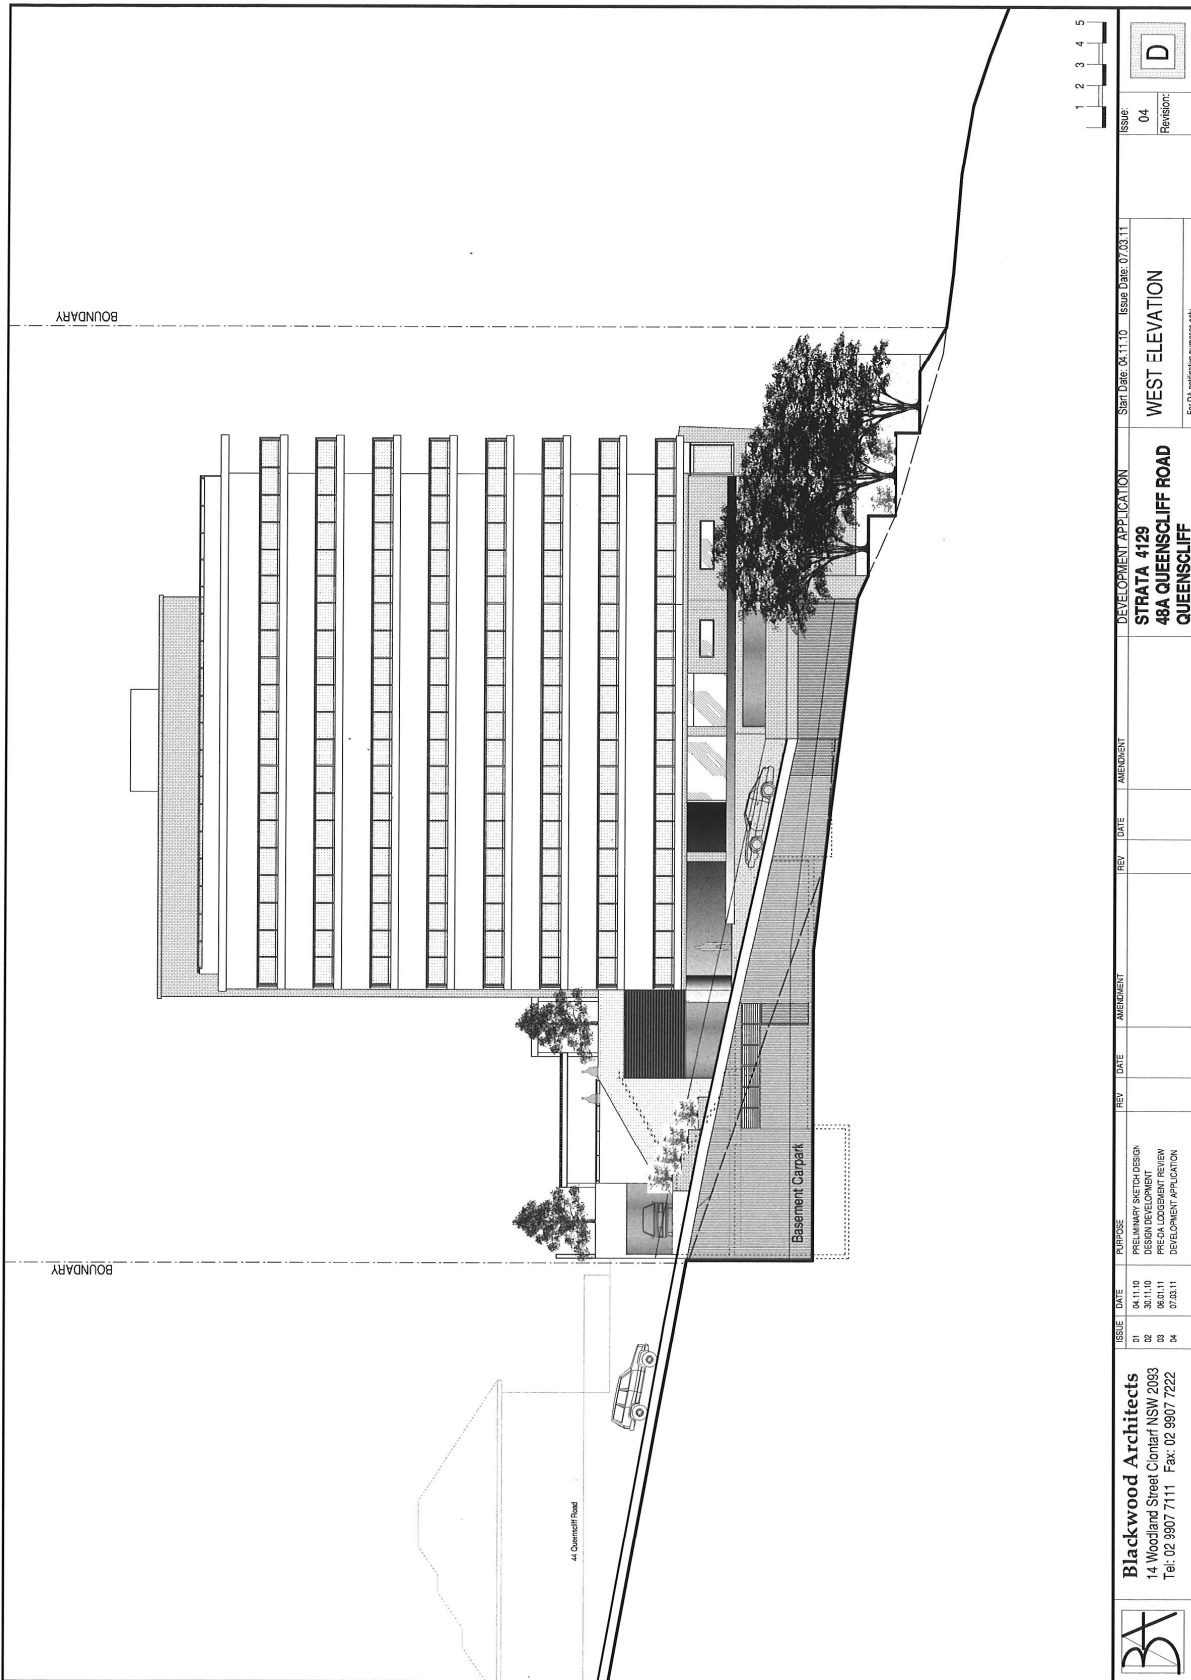 BOUNDARY
BOUNDARY
44 Queenscliff Road
Basement Carpark
1 2 3 4 5
BA
Blackwood Architects
14 Woodland Street Clontarf NSW 2093
Tel: 02 9907 7111 Fax: 02 9907 7222
ISSUE DATE PURPOSE
01 04.11.10 PRELIMINARY SKETCH DESIGN
02 30.11.10 DESIGN DEVELOPMENT
03 06.01.11 PRE-DA LODGEMENT REVIEW
04 07.03.11 DEVELOPMENT APPLICATION
REV DATE AMENDMENT
REV DATE AMENDMENT
DEVELOPMENT APPLICATION
STRATA 4129
48A QUEENSCLIFF ROAD
QUEENSCLIFF
Start Date: 04.11.10 Issue Date: 07.03.11
WEST ELEVATION
Issue:
04
Revision:
D